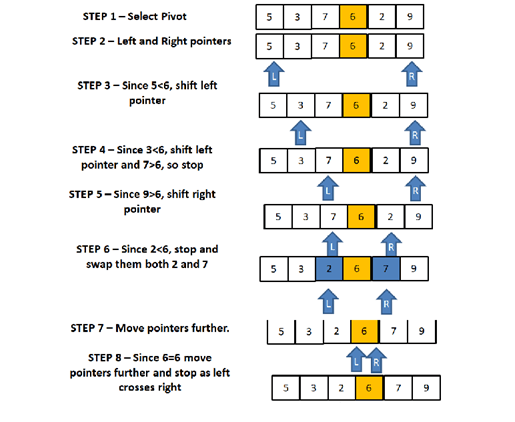 STEP 1 – Select Pivot
5 3 7 6 2 9
STEP 2 – Left and Right pointers
5 3 7 6 2 9
L R
STEP 3 – Since 5<6, shift left
pointer
5 3 7 6 2 9
L R
STEP 4 – Since 3<6, shift left
pointer and 7>6, so stop
5 3 7 6 2 9
L R
STEP 5 – Since 9>6, shift right
pointer
5 3 7 6 2 9
L R
STEP 6 – Since 2<6, stop and
swap them both 2 and 7
5 3 2 6 7 9
L R
STEP 7 – Move pointers further.
5 3 2 6 7 9
L R
STEP 8 – Since 6=6 move
pointers further and stop as left
crosses right
5 3 2 6 7 9